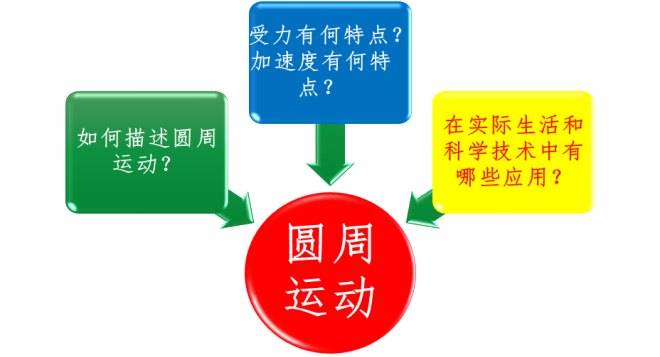 受力有何特点？
加速度有何特
点？
如何描述圆周
运动？
在实际生活和
科学技术中有
哪些应用？
圆周
运动